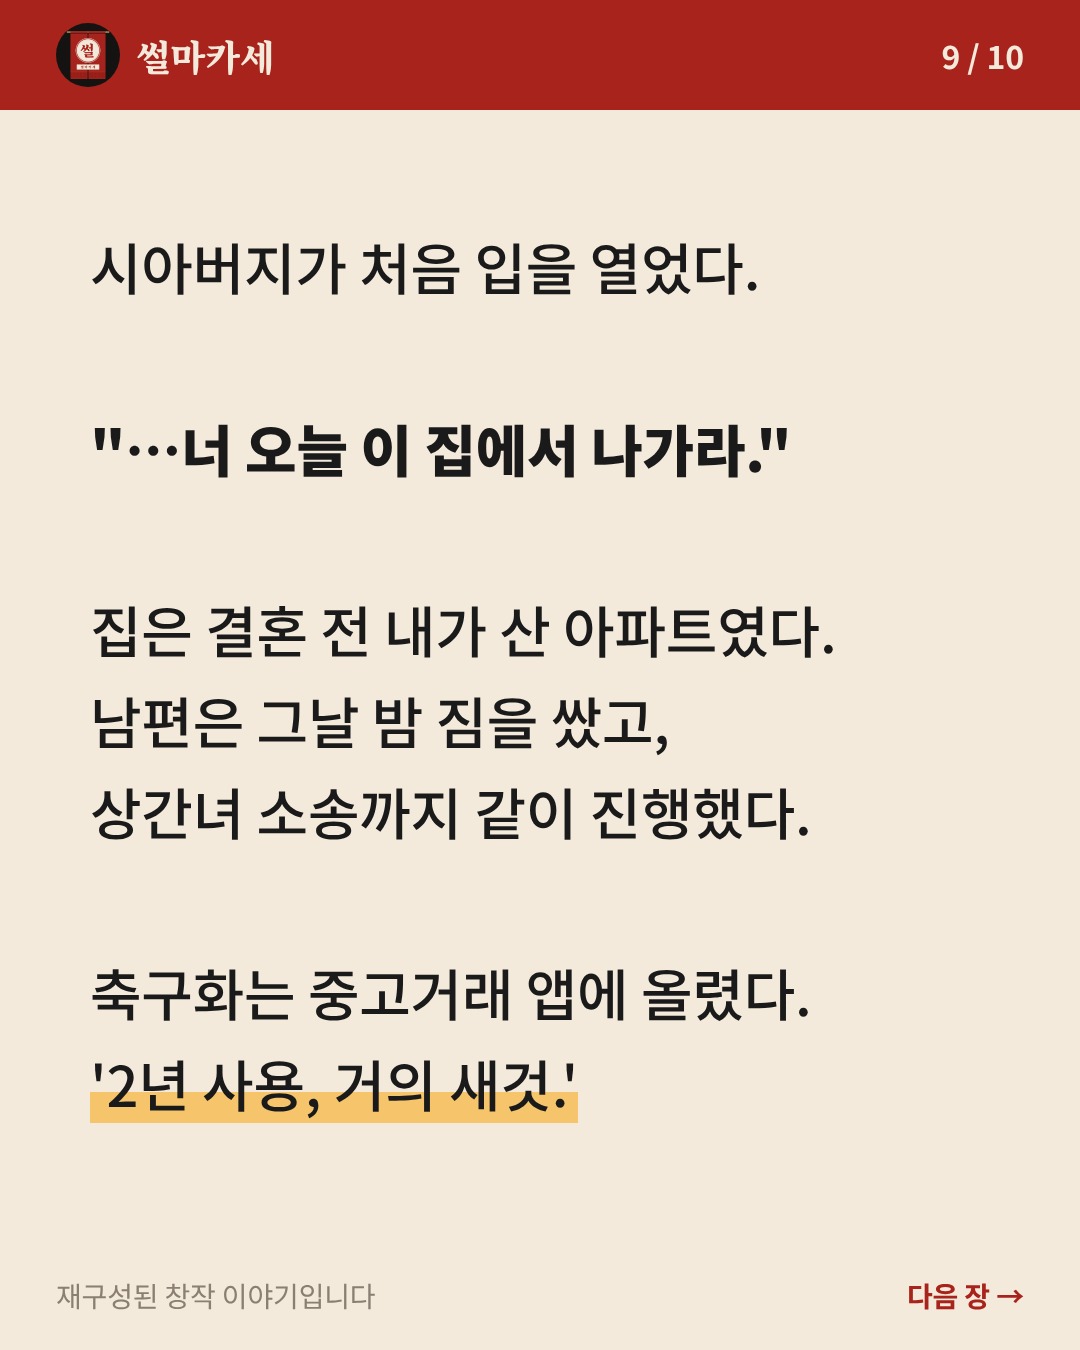 썰
썰마카세
9 / 10
시아버지가 처음 입을 열었다.
"…너 오늘 이 집에서 나가라."
집은 결혼 전 내가 산 아파트였다.
남편은 그날 밤 짐을 쌌고,
상간녀 소송까지 같이 진행했다.
축구화는 중고거래 앱에 올렸다.
'2년 사용, 거의 새것.'
재구성된 창작 이야기입니다
다음 장 →